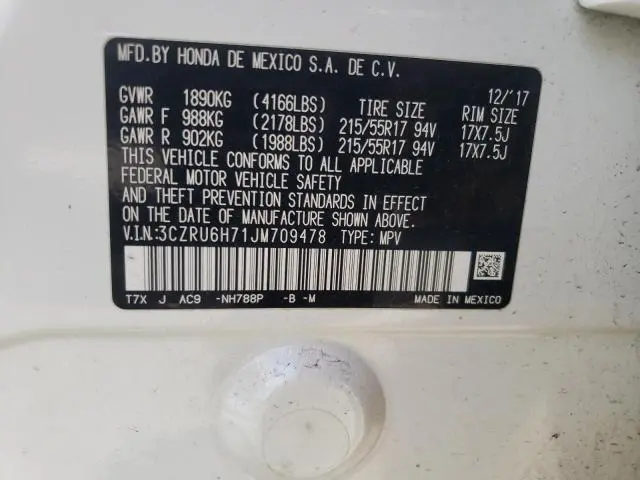 MFD.BY HONDA DE MEXICO S.A. DE C.V.
12/'17
GVWR 1890KG (4166LBS) TIRE SIZE RIM SIZE
GAWR F 988KG (2178LBS) 215/55R17 94V 17X7.5J
GAWR R 902KG (1988LBS) 215/55R17 94V 17X7.5J
THIS VEHICLE CONFORMS TO ALL APPLICABLE
FEDERAL MOTOR VEHICLE SAFETY
AND THEFT PREVENTION STANDARDS IN EFFECT
ON THE DATE OF MANUFACTURE SHOWN ABOVE.
V.I.N.:3CZRU6H71JM709478 TYPE: MPV
T7X J AC9 -NH788P -B -M MADE IN MEXICO